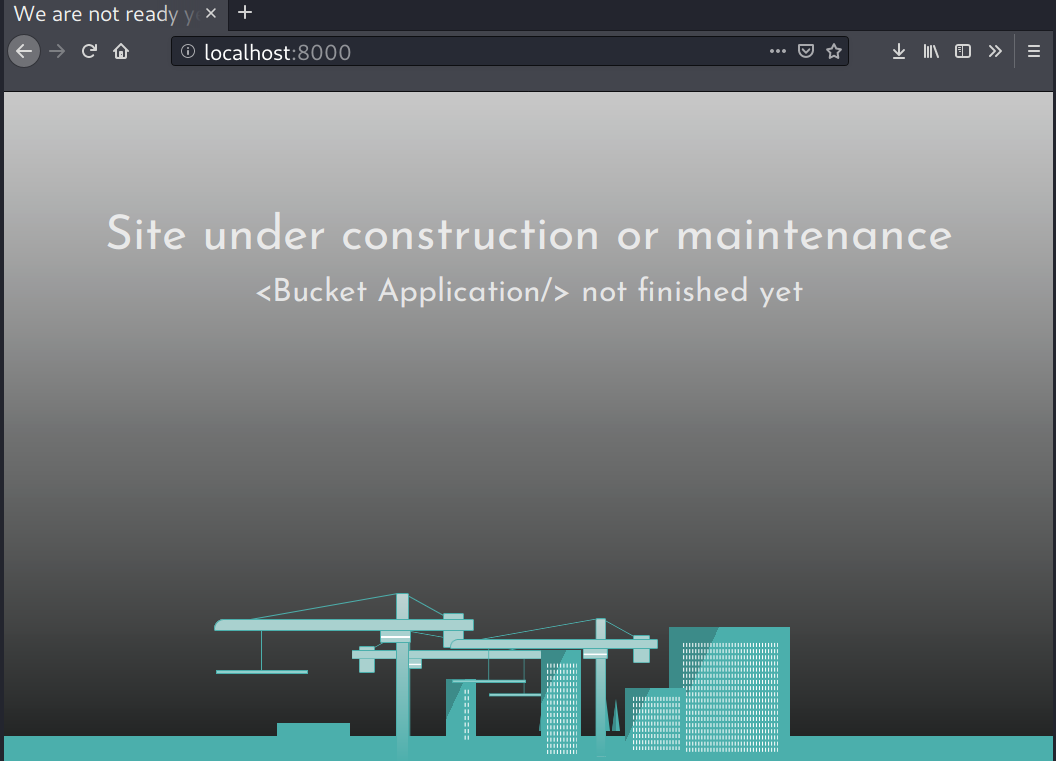 We are not ready y
localhost:8000
Site under construction or maintenance
<Bucket Application/> not finished yet